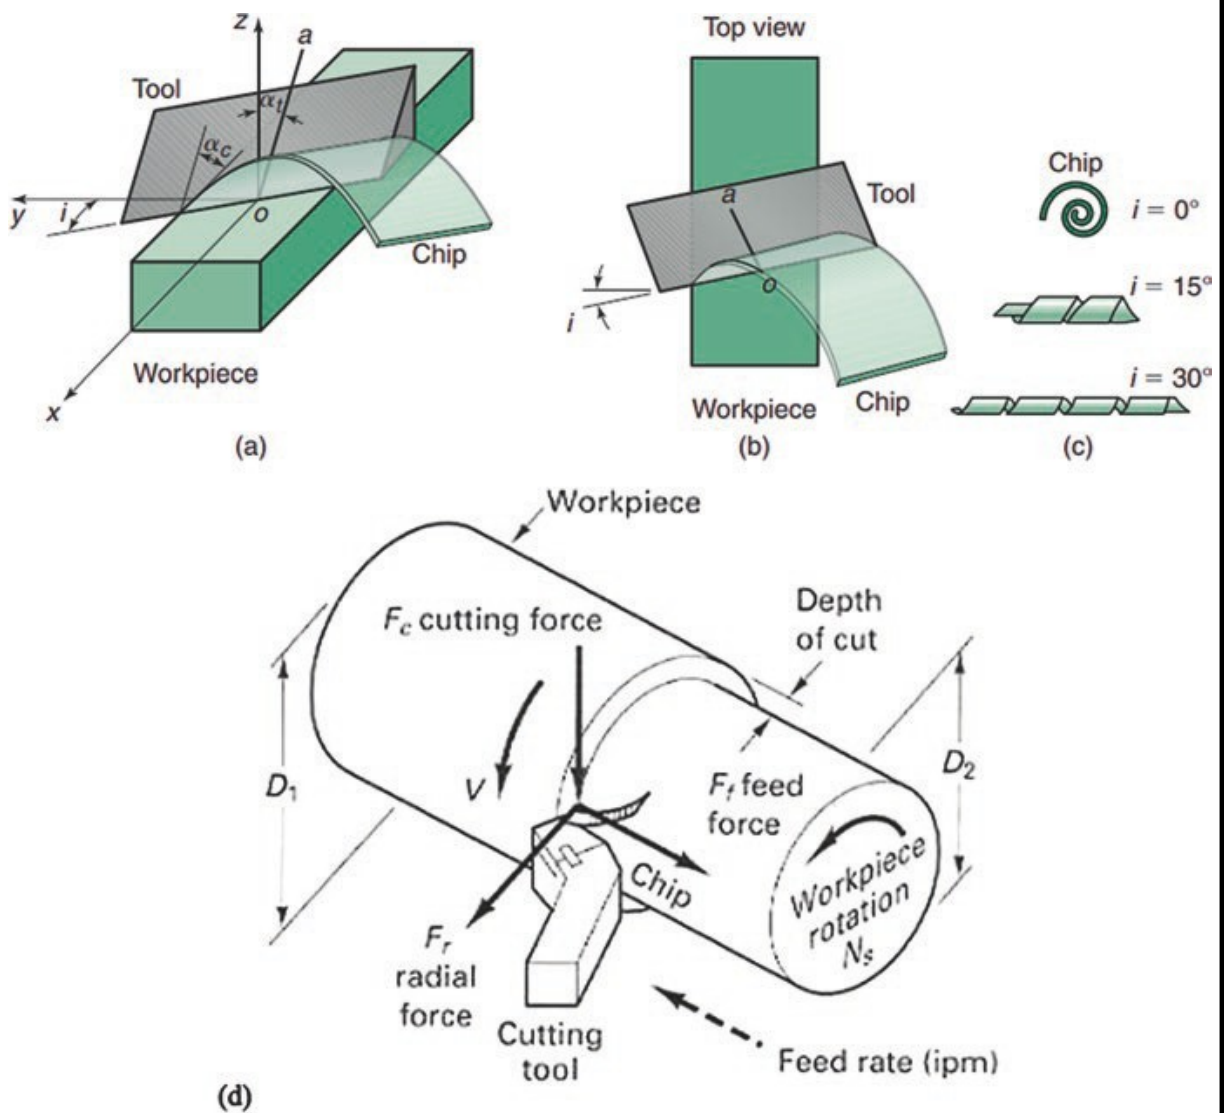 z
a
Tool
αt
αc
y
i
o
Chip
Workpiece
x
(a)
Top view
a
Tool
o
i
Workpiece
Chip
(b)
Chip
i = 0°
i = 15°
i = 30°
(c)
Workpiece
Fc cutting force
Depth
of cut
D1
V
D2
Ff feed
force
Chip
Workpiece
rotation
Ns
Fr
radial
force
Cutting
tool
Feed rate (ipm)
(d)